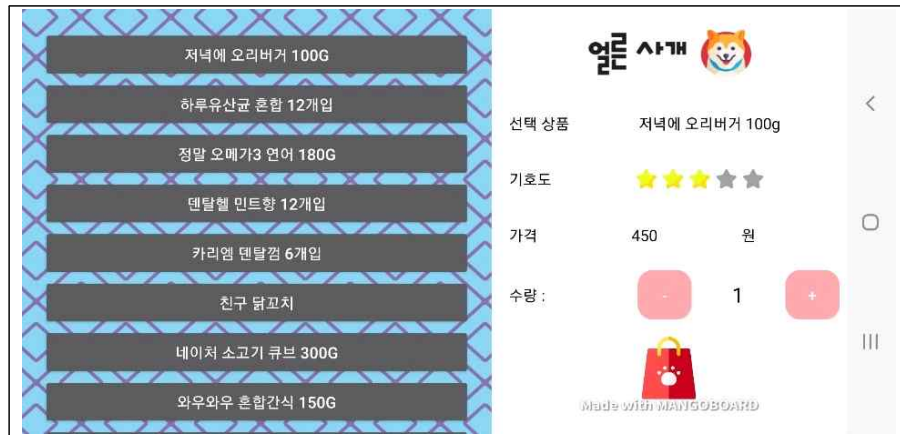 저녁에 오리버거 100G
하루유산균 혼합 12개입
정말 오메가3 연어 180G
덴탈헬 민트향 12개입
카리엠 덴탈껌 6개입
친구 닭꼬치
네이처 소고기 큐브 300G
와우와우 혼합간식 150G
얼른 사개
선택 상품 저녁에 오리버거 100g
기호도
가격 450 원
수량 : - 1 +
Made with MANGOBOARD